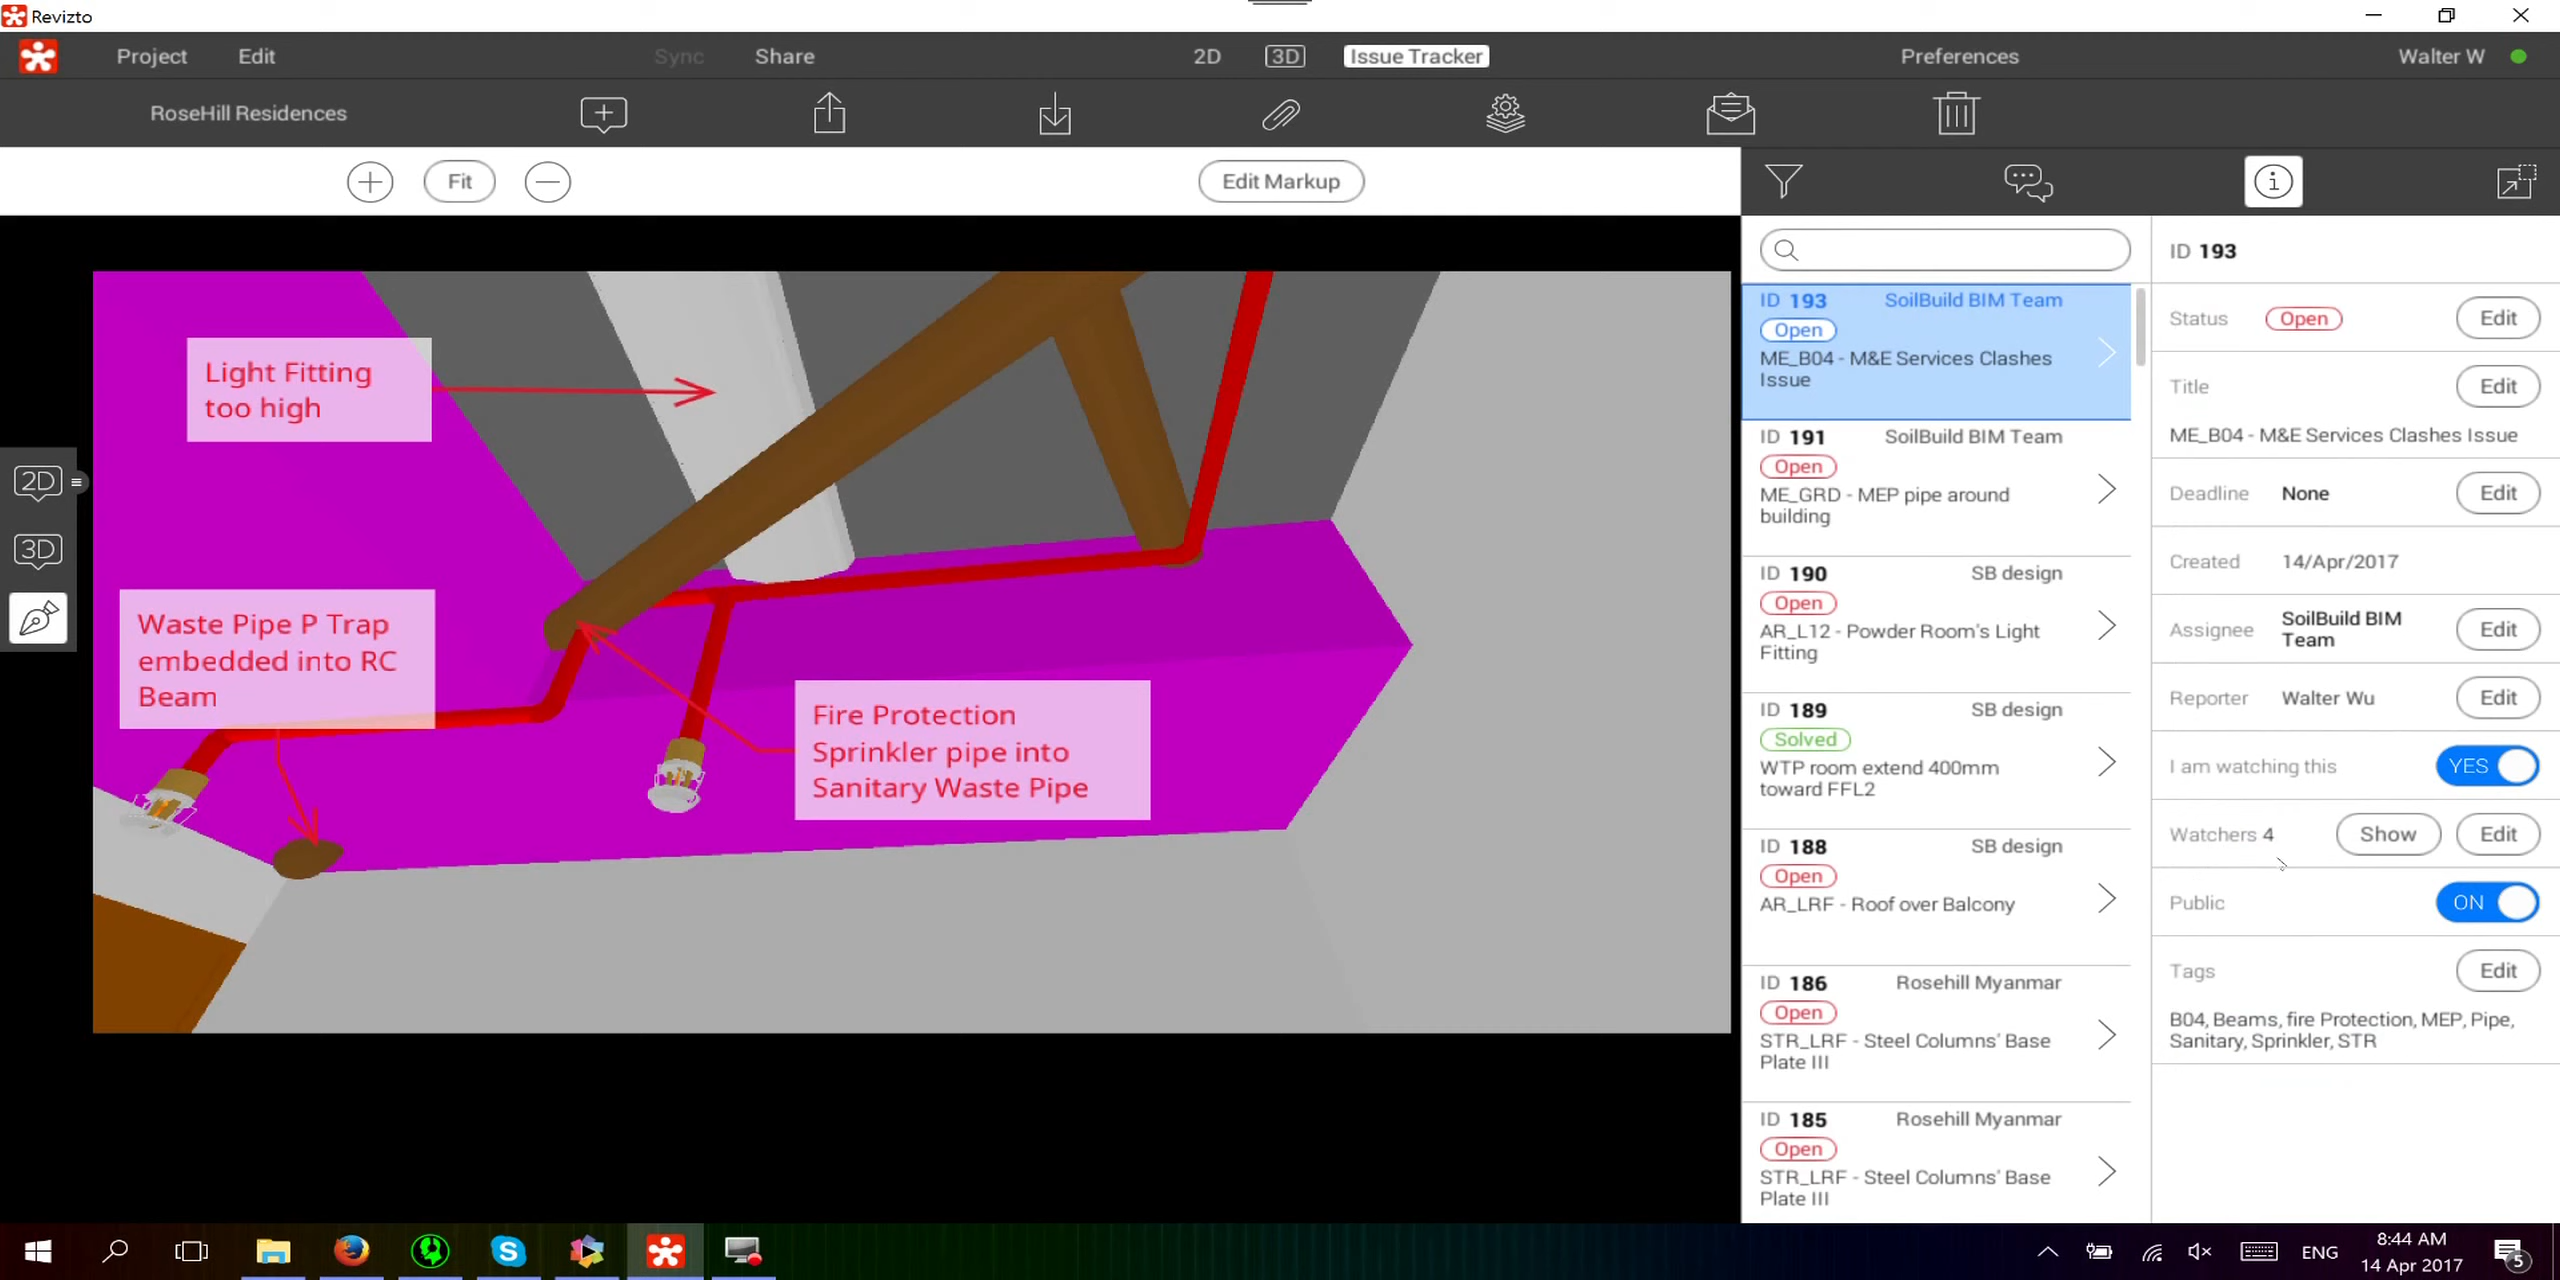 Revizto
Project Edit Sync Share 2D 3D Issue Tracker Preferences Walter W
RoseHill Residences
Fit Edit Markup
2D
3D
Light Fitting
too high
Waste Pipe P Trap
embedded into RC
Beam
Fire Protection
Sprinkler pipe into
Sanitary Waste Pipe
ID 193 SoilBuild BIM Team
Open
ME_B04 - M&E Services Clashes
Issue
ID 191 SoilBuild BIM Team
Open
ME_GRD - MEP pipe around
building
ID 190 SB design
Open
AR_L12 - Powder Room's Light
Fitting
ID 189 SB design
Solved
WTP room extend 400mm
toward FFL2
ID 188 SB design
Open
AR_LRF - Roof over Balcony
ID 186 Rosehill Myanmar
Open
STR_LRF - Steel Columns' Base
Plate III
ID 185 Rosehill Myanmar
Open
STR_LRF - Steel Columns' Base
Plate III
ID 193
Status Open Edit
Title Edit
ME_B04 - M&E Services Clashes Issue
Deadline None Edit
Created 14/Apr/2017
Assignee SoilBuild BIM
Team Edit
Reporter Walter Wu Edit
I am watching this YES
Watchers 4 Show Edit
Public ON
Tags Edit
B04, Beams, fire Protection, MEP, Pipe,
Sanitary, Sprinkler, STR
ENG
8:44 AM
14 Apr 2017
5